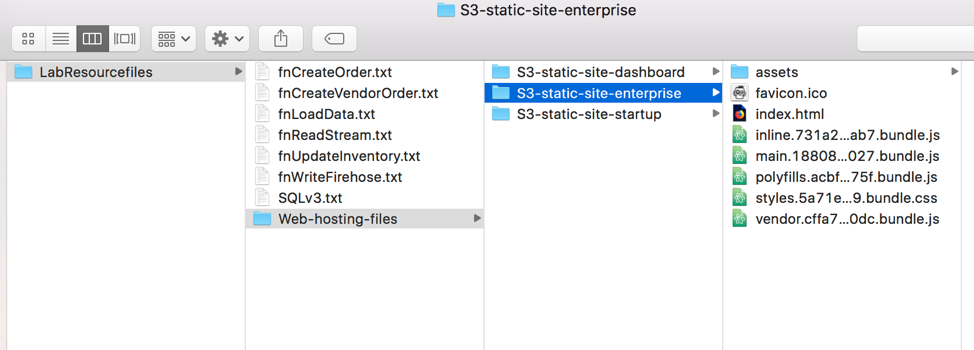 S3-static-site-enterprise
LabResourcefiles
fnCreateOrder.txt
fnCreateVendorOrder.txt
fnLoadData.txt
fnReadStream.txt
fnUpdateInventory.txt
fnWriteFirehose.txt
SQLv3.txt
Web-hosting-files
S3-static-site-dashboard
S3-static-site-enterprise
S3-static-site-startup
assets
favicon.ico
index.html
inline.731a2...ab7.bundle.js
main.18808...027.bundle.js
polyfills.acbf...75f.bundle.js
styles.5a71e...9.bundle.css
vendor.cffa7...0dc.bundle.js